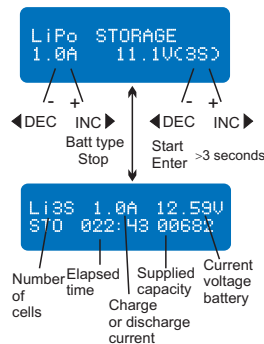 LiPo STORAGE
1.0A 11.1V(3S)
- + - +
◀DEC INC▶ ◀DEC INC▶
Batt type
Stop
Start
Enter >3 seconds
Li3S 1.0A 12.59V
STO 022:43 00682
Number
of
cells
Elapsed
time
Supplied
capacity
Current
voltage
battery
Charge
or discharge
current